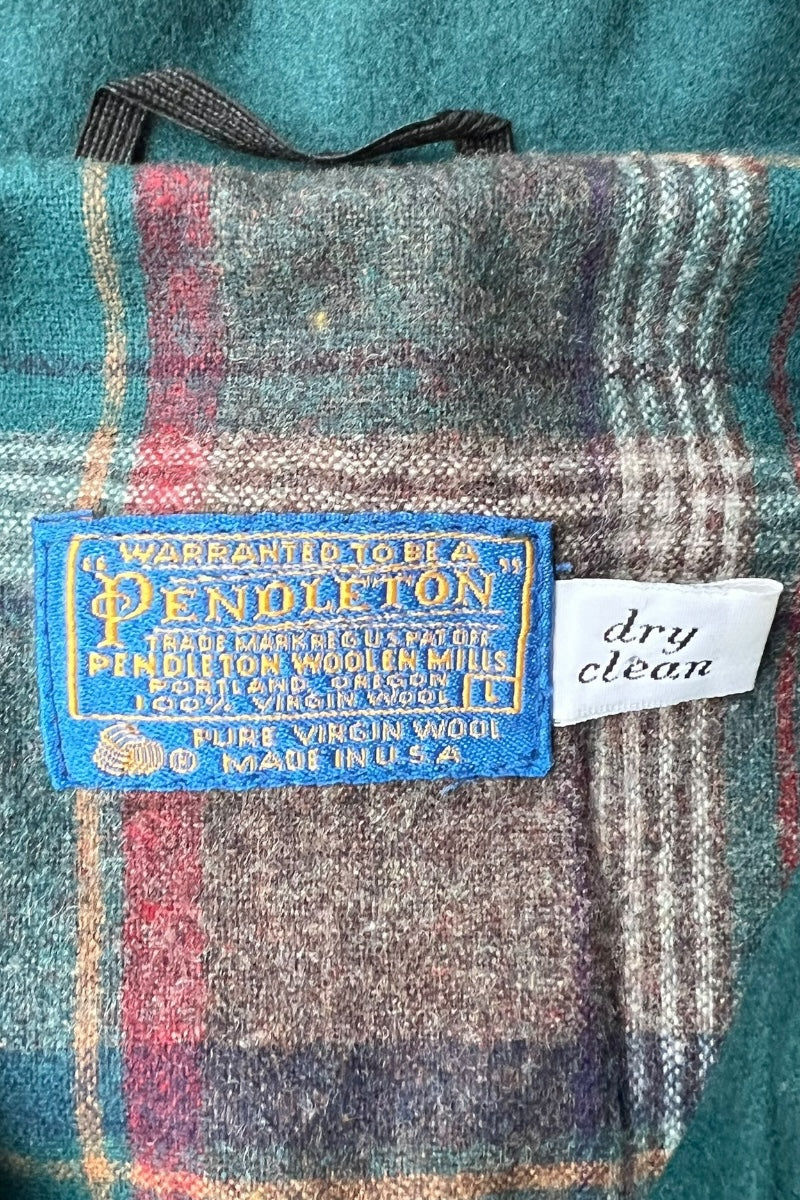 "WARRANTED TO BE A
PENDLETON"
TRADE MARK REG U.S. PAT OFF.
PENDLETON WOOLEN MILLS
PORTLAND, OREGON
100% VIRGIN WOOL L
PURE VIRGIN WOOL
® MADE IN U S A
dry
clean